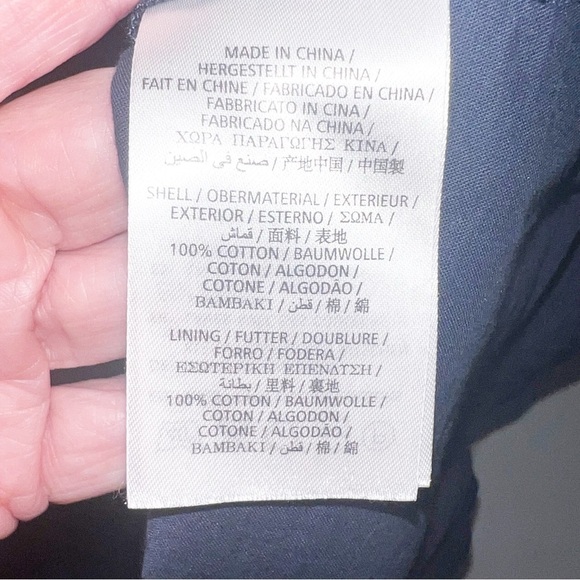 MADE IN CHINA /
HERGESTELLT IN CHINA /
FAIT EN CHINE / FABRICADO EN CHINA /
FABBRICATO IN CINA /
FABRICADO NA CHINA /
ΧΩΡΑ ΠΑΡΑΓΩΓΗΣ ΚΙΝΑ /
صنع في الصين / 产地中国 / 中国製
SHELL / OBERMATERIAL / EXTERIEUR /
EXTERIOR / ESTERNO / ΣΩΜΑ /
قماش / 面料 / 表地
100% COTTON / BAUMWOLLE /
COTON / ALGODON /
COTONE / ALGODÃO /
ΒΑΜΒΑΚΙ / قطن / 棉 / 綿
LINING / FUTTER / DOUBLURE /
FORRO / FODERA /
ΕΣΩΤΕΡΙΚΗ ΕΠΕΝΔΥΣΗ /
بطانة / 里料 / 裏地
100% COTTON / BAUMWOLLE /
COTON / ALGODON /
COTONE / ALGODÃO /
ΒΑΜΒΑΚΙ / قطن / 棉 / 綿